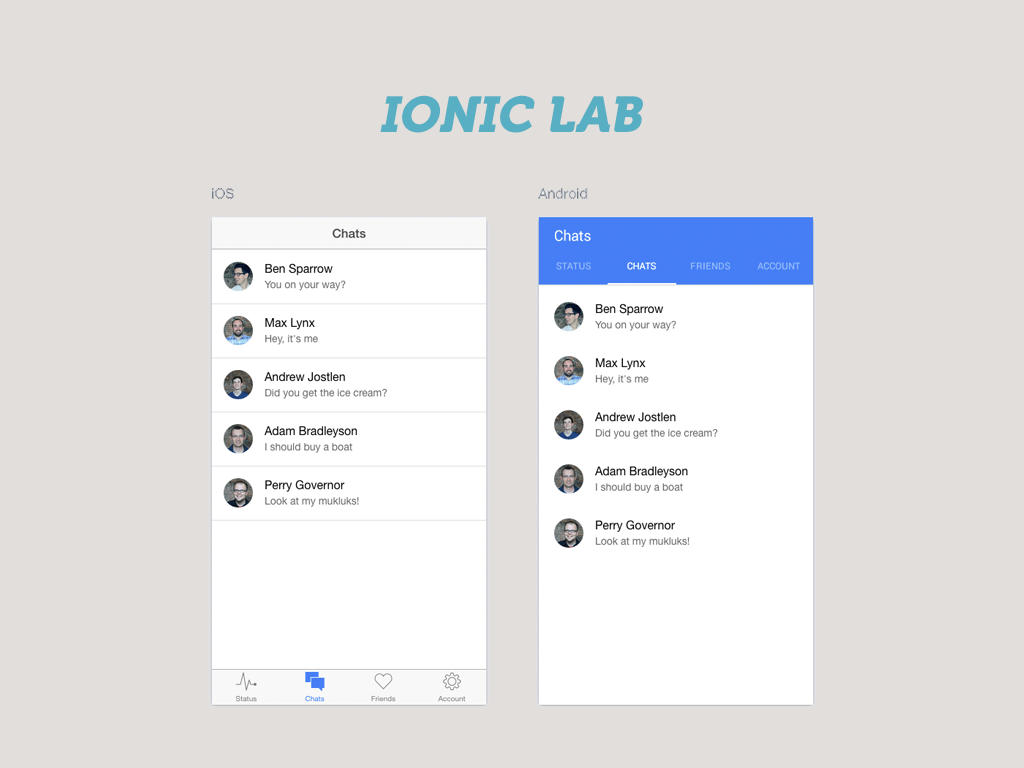 IONIC LAB
iOS
Chats
Ben Sparrow
You on your way?
Max Lynx
Hey, it's me
Andrew Jostlen
Did you get the ice cream?
Adam Bradleyson
I should buy a boat
Perry Governor
Look at my mukluks!
Status Chats Friends Account
Android
Chats
STATUS CHATS FRIENDS ACCOUNT
Ben Sparrow
You on your way?
Max Lynx
Hey, it's me
Andrew Jostlen
Did you get the ice cream?
Adam Bradleyson
I should buy a boat
Perry Governor
Look at my mukluks!